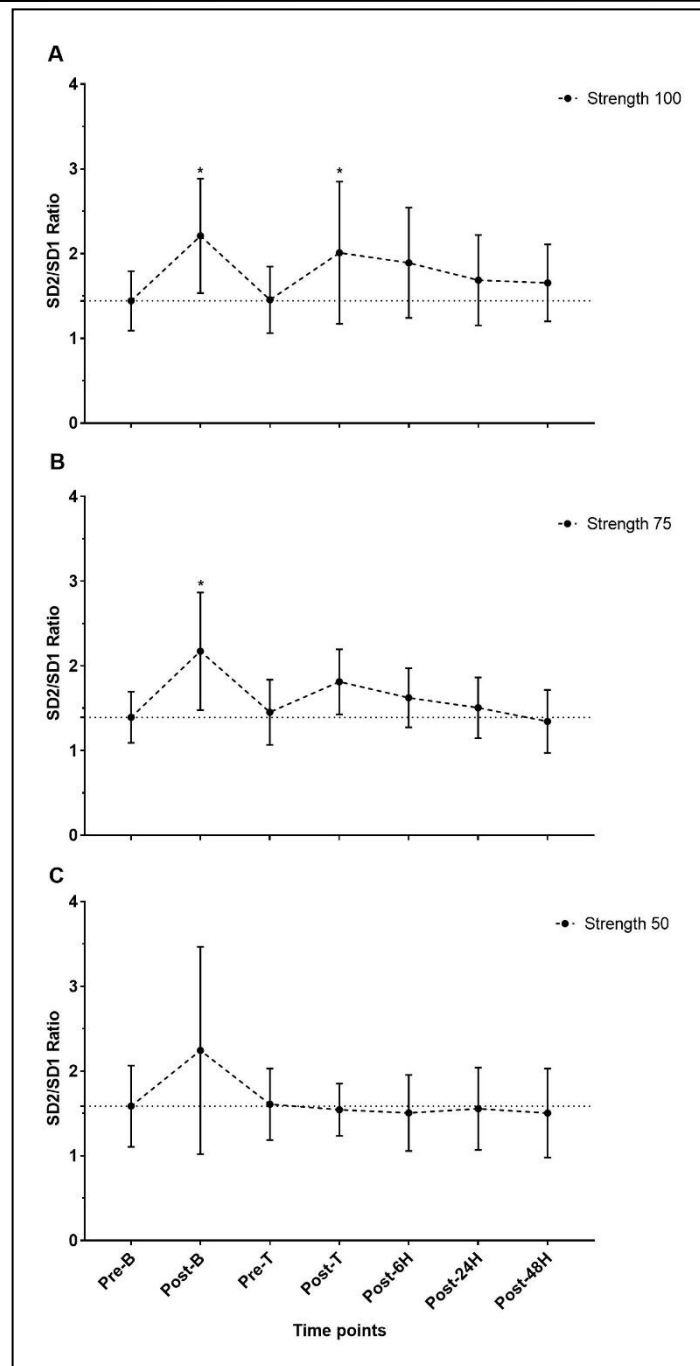 A
4
3
2
1
0
SD2/SD1 Ratio
Strength 100
*
*
B
4
3
2
1
0
SD2/SD1 Ratio
Strength 75
*
C
4
3
2
1
0
SD2/SD1 Ratio
Strength 50
Pre-B
Post-B
Pre-T
Post-T
Post-6H
Post-24H
Post-48H
Time points